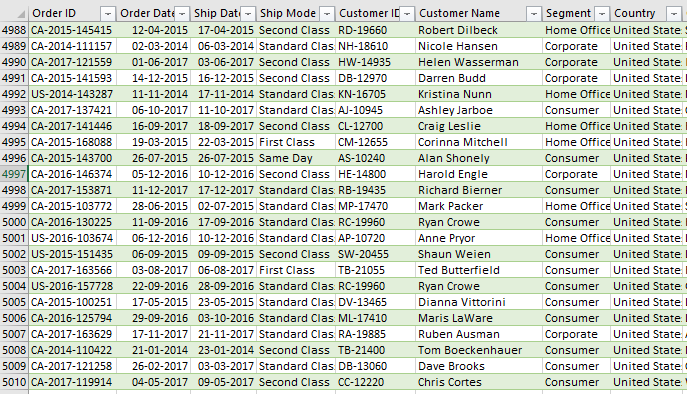 Order ID Order Date Ship Date Ship Mode Customer ID Customer Name Segment Country
4988 CA-2015-145415 12-04-2015 17-04-2015 Second Class RD-19660 Robert Dilbeck Home Office United State
4989 CA-2014-111157 02-03-2014 06-03-2014 Standard Clas NH-18610 Nicole Hansen Corporate United State
4990 CA-2017-121559 01-06-2017 03-06-2017 Second Class HW-14935 Helen Wasserman Corporate United State
4991 CA-2015-141593 14-12-2015 16-12-2015 Second Class DB-12970 Darren Budd Corporate United State
4992 US-2014-143287 11-11-2014 17-11-2014 Standard Clas KN-16705 Kristina Nunn Home Office United State
4993 CA-2017-137421 06-10-2017 11-10-2017 Standard Clas AJ-10945 Ashley Jarboe Consumer United State
4994 CA-2017-141446 16-09-2017 18-09-2017 Second Class CL-12700 Craig Leslie Home Office United State
4995 CA-2015-168088 19-03-2015 22-03-2015 First Class CM-12655 Corinna Mitchell Home Office United State
4996 CA-2015-143700 26-07-2015 26-07-2015 Same Day AS-10240 Alan Shonely Consumer United State
4997 CA-2016-146374 05-12-2016 10-12-2016 Second Class HE-14800 Harold Engle Corporate United State
4998 CA-2017-153871 11-12-2017 17-12-2017 Standard Clas RB-19435 Richard Bierner Consumer United State
4999 CA-2015-103772 28-06-2015 02-07-2015 Standard Clas MP-17470 Mark Packer Home Office United State
5000 CA-2016-130225 11-09-2016 17-09-2016 Standard Clas RC-19960 Ryan Crowe Consumer United State
5001 US-2016-103674 06-12-2016 10-12-2016 Standard Clas AP-10720 Anne Pryor Home Office United State
5002 US-2015-151435 06-09-2015 09-09-2015 Second Class SW-20455 Shaun Weien Consumer United State
5003 CA-2017-163566 03-08-2017 06-08-2017 First Class TB-21055 Ted Butterfield Consumer United State
5004 US-2016-157728 22-09-2016 28-09-2016 Standard Clas RC-19960 Ryan Crowe Consumer United State
5005 CA-2015-100251 17-05-2015 23-05-2015 Standard Clas DV-13465 Dianna Vittorini Consumer United State
5006 CA-2016-125794 29-09-2016 03-10-2016 Standard Clas ML-17410 Maris LaWare Consumer United State
5007 CA-2017-163629 17-11-2017 21-11-2017 Standard Clas RA-19885 Ruben Ausman Corporate United State
5008 CA-2014-110422 21-01-2014 23-01-2014 Second Class TB-21400 Tom Boeckenhauer Consumer United State
5009 CA-2017-121258 26-02-2017 03-03-2017 Standard Clas DB-13060 Dave Brooks Consumer United State
5010 CA-2017-119914 04-05-2017 09-05-2017 Second Class CC-12220 Chris Cortes Consumer United State